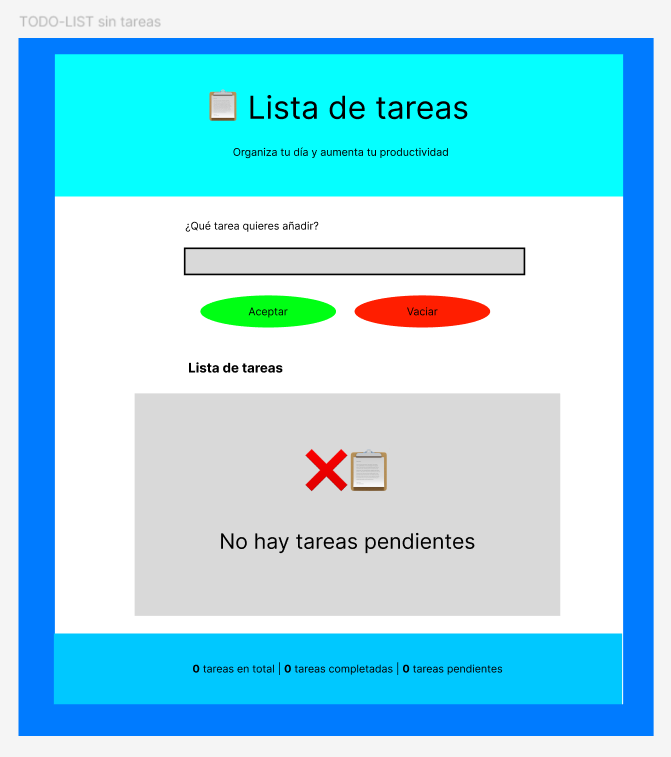 TODO-LIST sin tareas
📋 Lista de tareas
Organiza tu día y aumenta tu productividad
¿Qué tarea quieres añadir?
Aceptar
Vaciar
Lista de tareas
❌📋
No hay tareas pendientes
0 tareas en total | 0 tareas completadas | 0 tareas pendientes